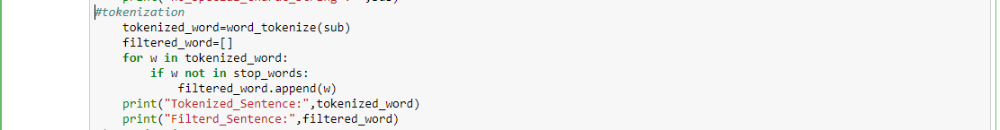 #tokenization
    tokenized_word=word_tokenize(sub)
    filtered_word=[]
    for w in tokenized_word:
        if w not in stop_words:
            filtered_word.append(w)
    print("Tokenized_Sentence:",tokenized_word)
    print("Filterd_Sentence:",filtered_word)